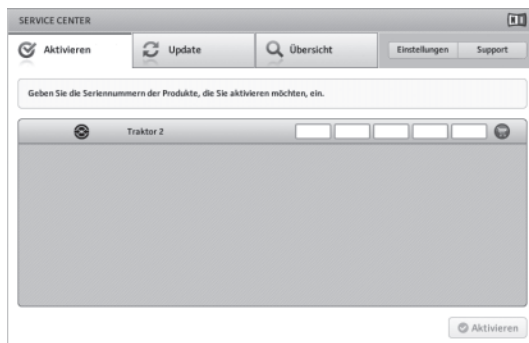 SERVICE CENTER
Aktivieren Update Übersicht Einstellungen Support
Geben Sie die Seriennummern der Produkte, die Sie aktivieren möchten, ein.
Traktor 2
Aktivieren